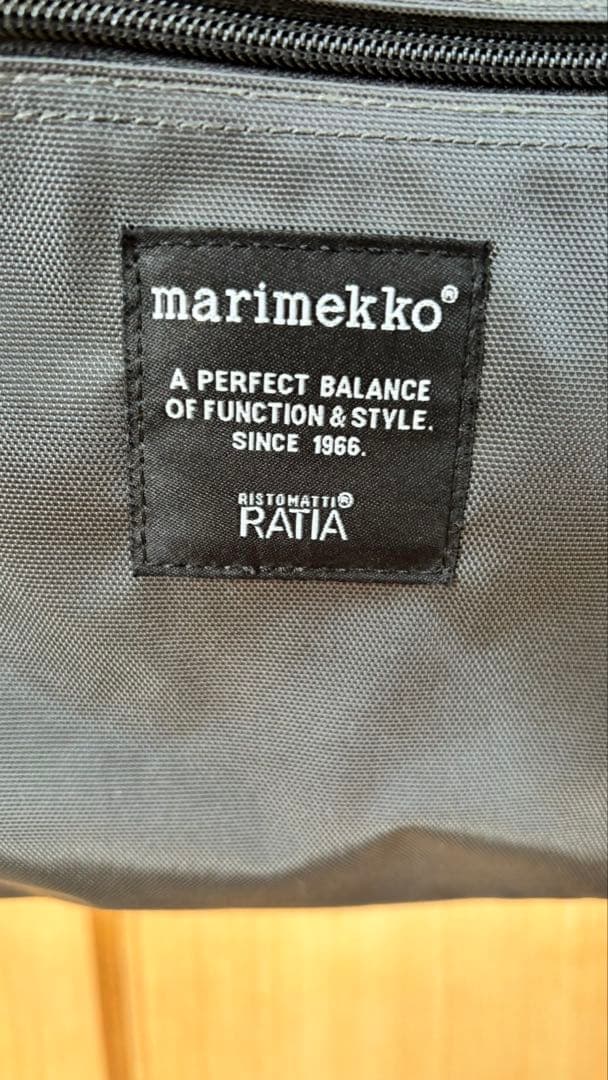 marimekko®
A PERFECT BALANCE
OF FUNCTION & STYLE.
SINCE 1966.
RISTOMATTI®
RATIA